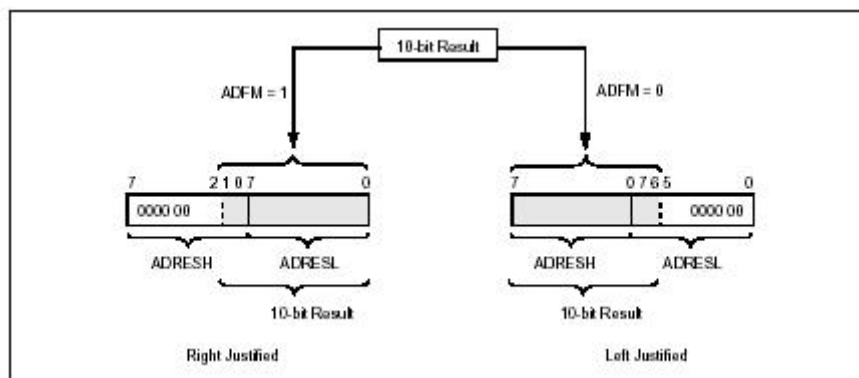 10-bit Result
ADFM = 1
ADFM = 0
7 2 1 0 7 0
7 0 7 6 5 0
0000 00
0000 00
ADRESH ADRESL
ADRESH ADRESL
10-bit Result
10-bit Result
Right Justified
Left Justified